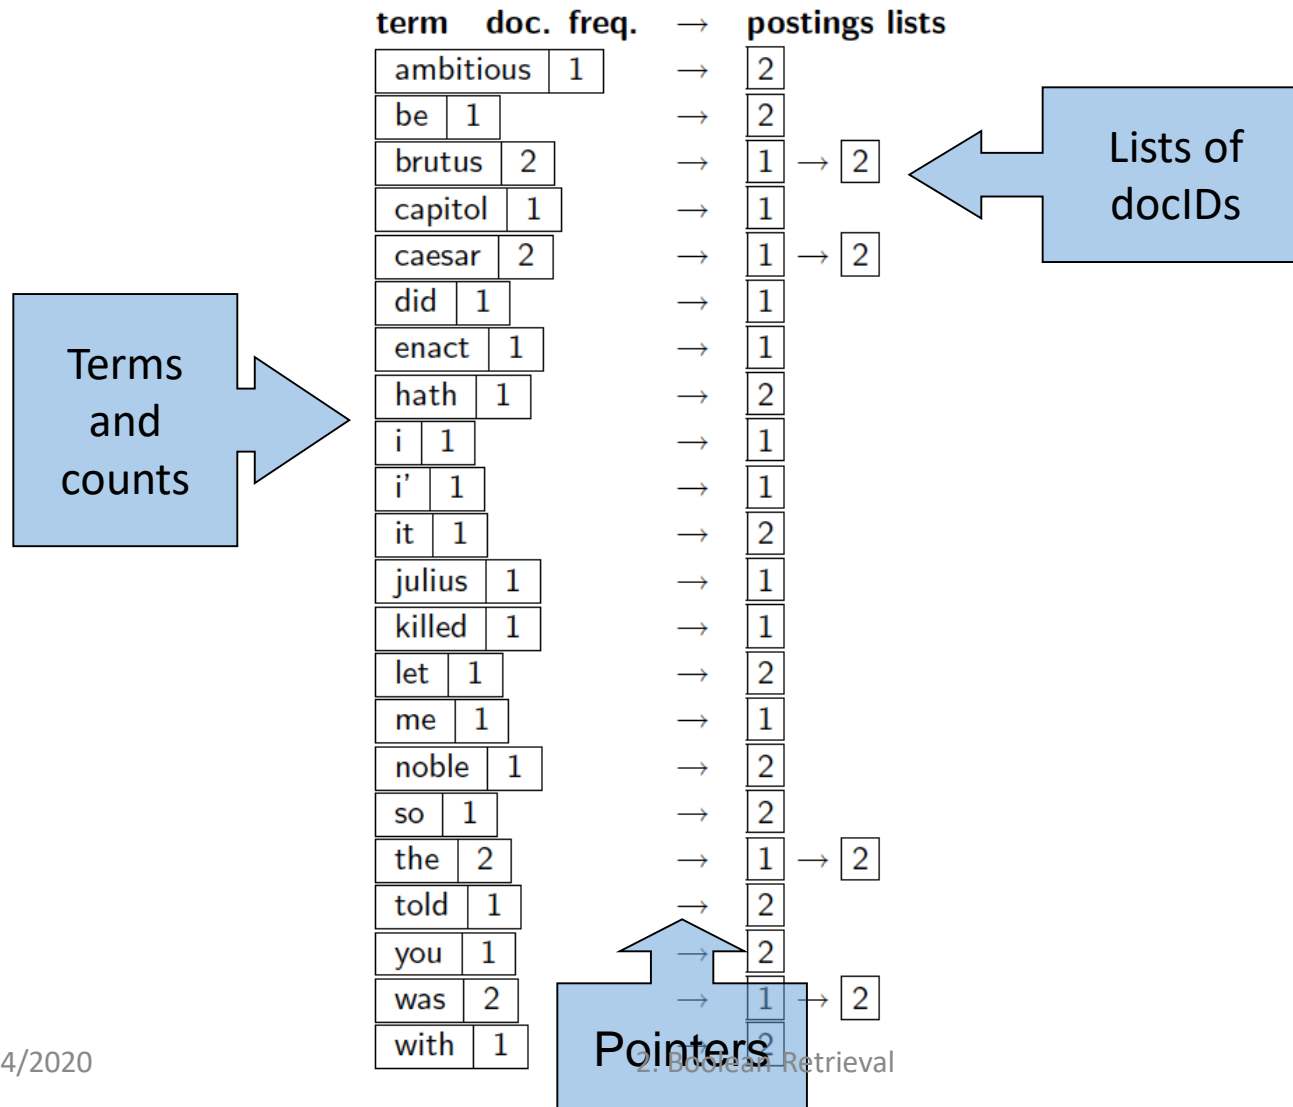 term doc. freq. → postings lists
ambitious 1 → 2
be 1 → 2
brutus 2 → 1 → 2
capitol 1 → 1
caesar 2 → 1 → 2
did 1 → 1
enact 1 → 1
hath 1 → 2
i 1 → 1
i' 1 → 1
it 1 → 2
julius 1 → 1
killed 1 → 1
let 1 → 2
me 1 → 1
noble 1 → 2
so 1 → 2
the 2 → 1 → 2
told 1 → 2
you 1 → 2
was 2 → 1 → 2
with 1 → 2
Lists of
docIDs
Terms
and
counts
Pointers
4/2020
2. Boolean Retrieval